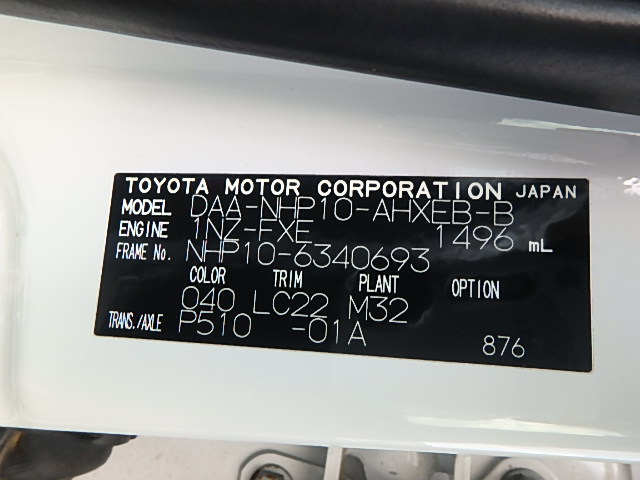 TOYOTA MOTOR CORPORATION JAPAN
MODEL DAA-NHP10-AHXEB-B
ENGINE 1NZ-FXE 1496 mL
FRAME No. NHP10-6340693
COLOR TRIM PLANT OPTION
040 LC22 M32
TRANS./AXLE P510 -01A
876